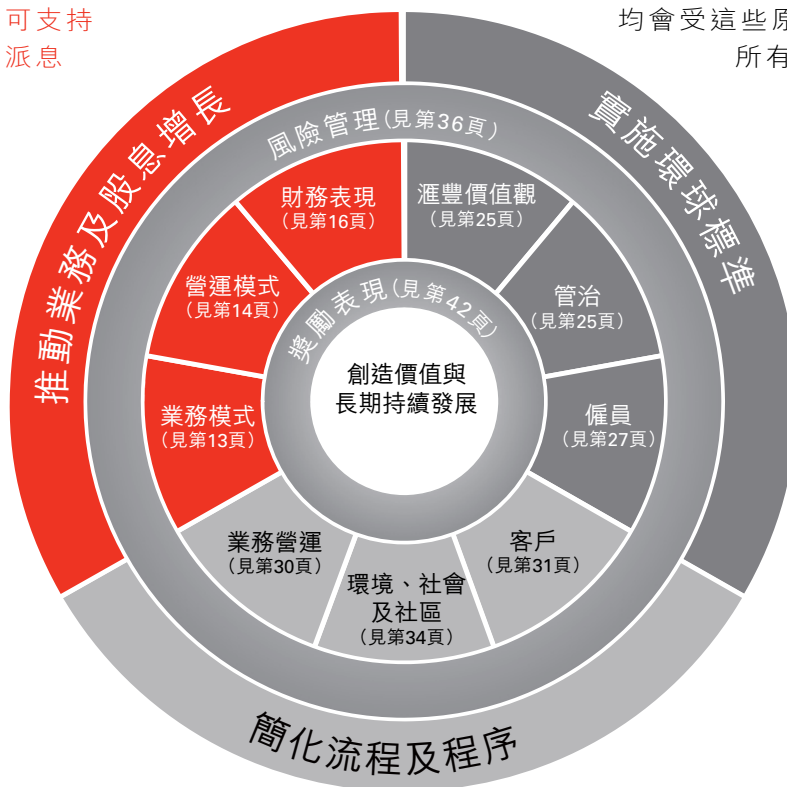 可支持
派息
均會受這些原
所有
推動業務及股息增長
實施環球標準
簡化流程及程序
風險管理(見第36頁)
財務表現
(見第16頁)
滙豐價值觀
(見第25頁)
營運模式
(見第14頁)
管治
(見第25頁)
業務模式
(見第13頁)
僱員
(見第27頁)
業務營運
(見第30頁)
環境、社會
及社區
(見第34頁)
客戶
(見第31頁)
獎勵表現(見第42頁)
創造價值與
長期持續發展